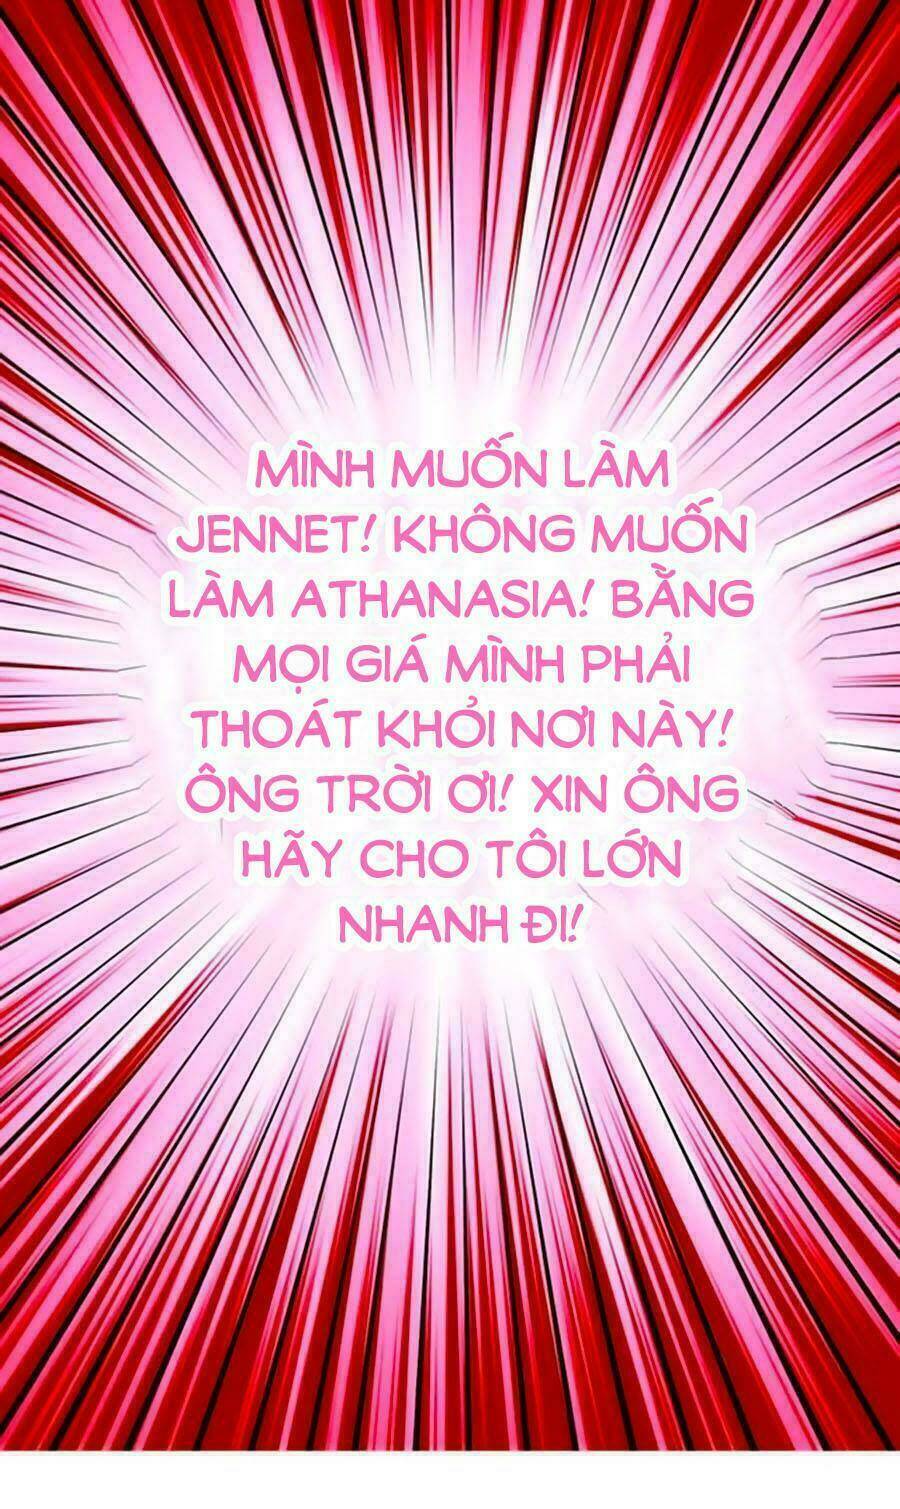 MÌNH MUỐN LÀM
JENNET! KHÔNG MUỐN
LÀM ATHANASIA! BẰNG
MỌI GIÁ MÌNH PHẢI
THOÁT KHỎI NƠI NÀY!
ÔNG TRỜI ƠI! XIN ÔNG
HÃY CHO TÔI LỚN
NHANH ĐI!